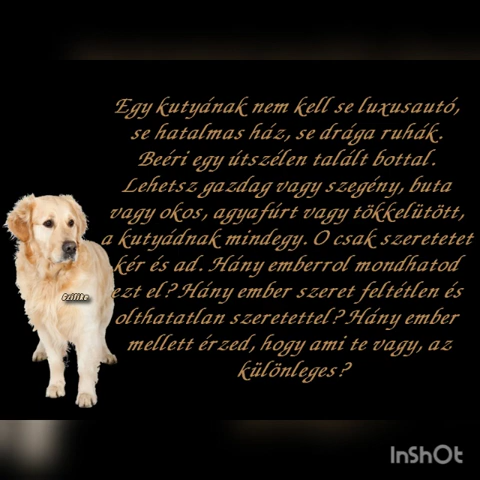 Egy kutyának nem kell se luxusautó,
se hatalmas ház, se drága ruhák.
Beéri egy útszélen talált bottal.
Lehetsz gazdag vagy szegény, buta
vagy okos, agyafúrt vagy tökkelütött,
a kutyádnak mindegy. O csak szeretetet
kér és ad. Hány emberrol mondhatod
ezt el? Hány ember szeret feltétlen és
olthatatlan szeretettel? Hány ember
mellett érzed, hogy ami te vagy, az
különleges?
Ezilike
InShOt